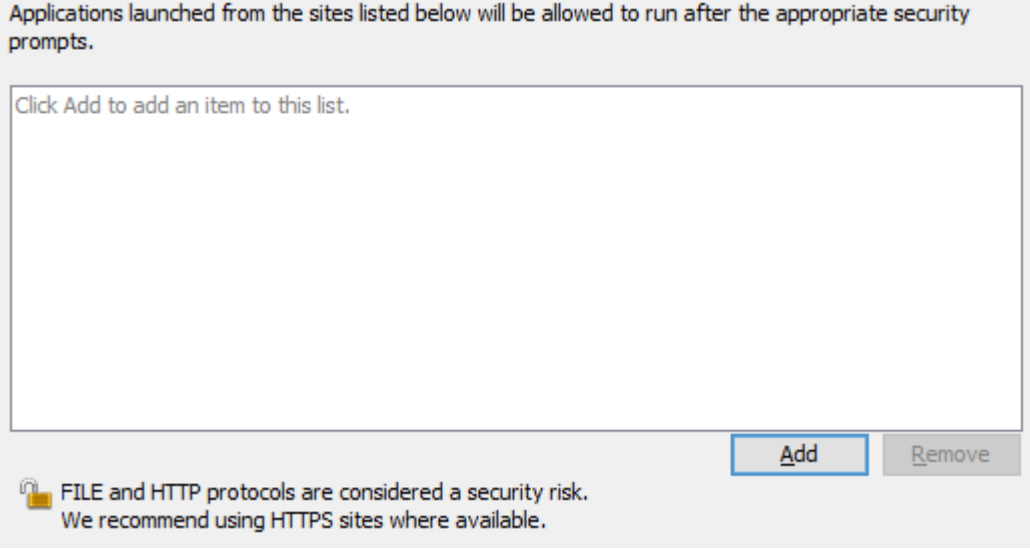 Applications launched from the sites listed below will be allowed to run after the appropriate security
prompts.
Click Add to add an item to this list.
Add
Remove
FILE and HTTP protocols are considered a security risk.
We recommend using HTTPS sites where available.